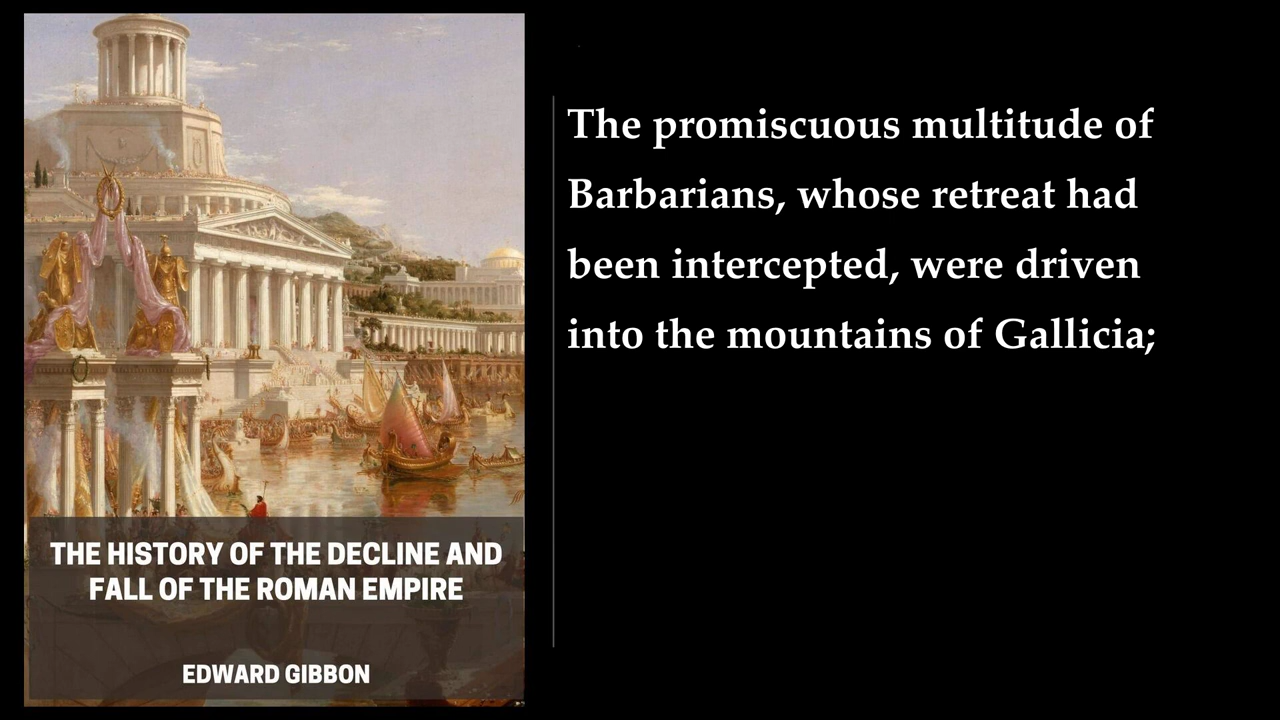 The promiscuous multitude of
Barbarians, whose retreat had
been intercepted, were driven
into the mountains of Gallicia;
THE HISTORY OF THE DECLINE AND
FALL OF THE ROMAN EMPIRE
EDWARD GIBBON